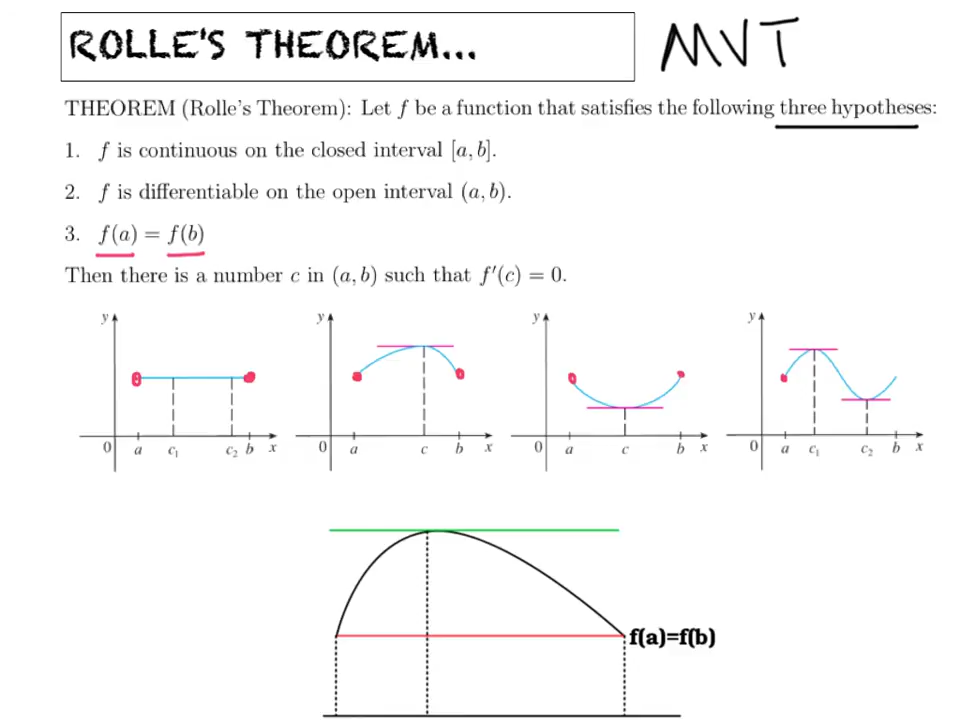 ROLLE'S THEOREM...
MVT
THEOREM (Rolle's Theorem): Let f be a function that satisfies the following three hypotheses:
1. f is continuous on the closed interval [a, b].
2. f is differentiable on the open interval (a, b).
3. f(a) = f(b)
Then there is a number c in (a, b) such that f′(c) = 0.
y y y y
0 a c₁ c₂ b x 0 a c b x 0 a c b x 0 a c₁ c₂ b x
f(a)=f(b)